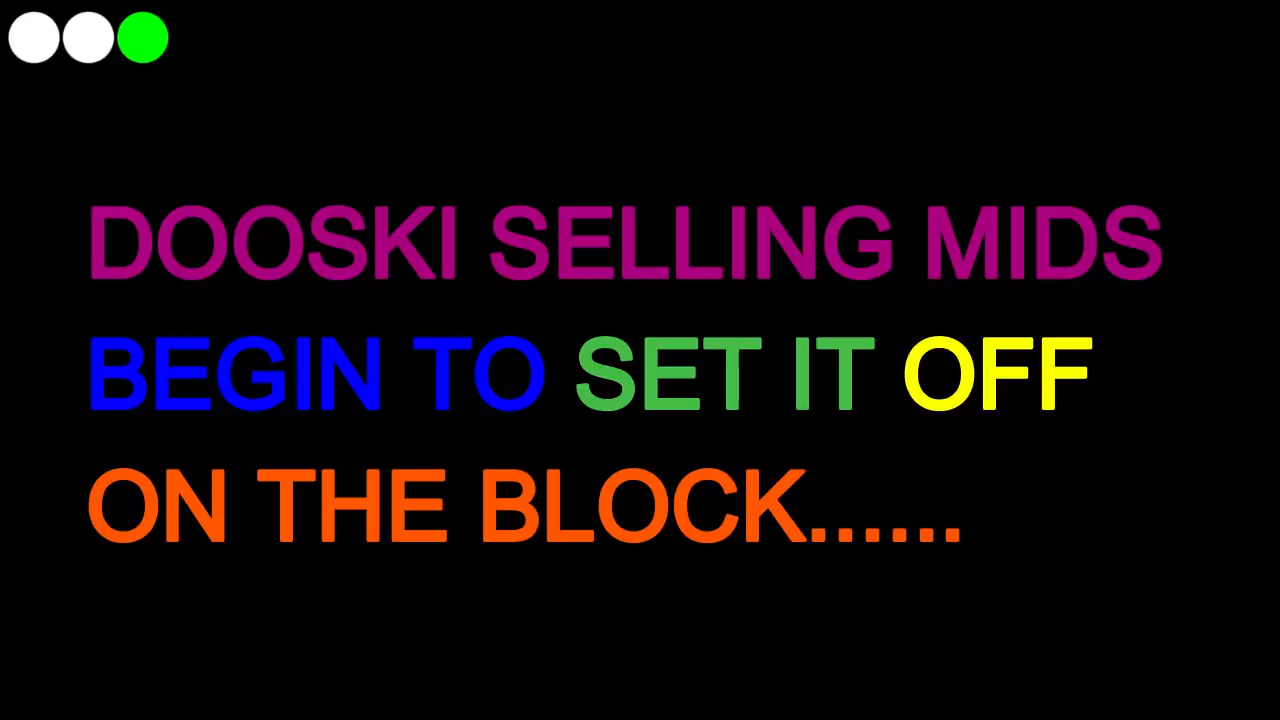 DOOSKI SELLING MIDS
BEGIN TO SET IT OFF
ON THE BLOCK......